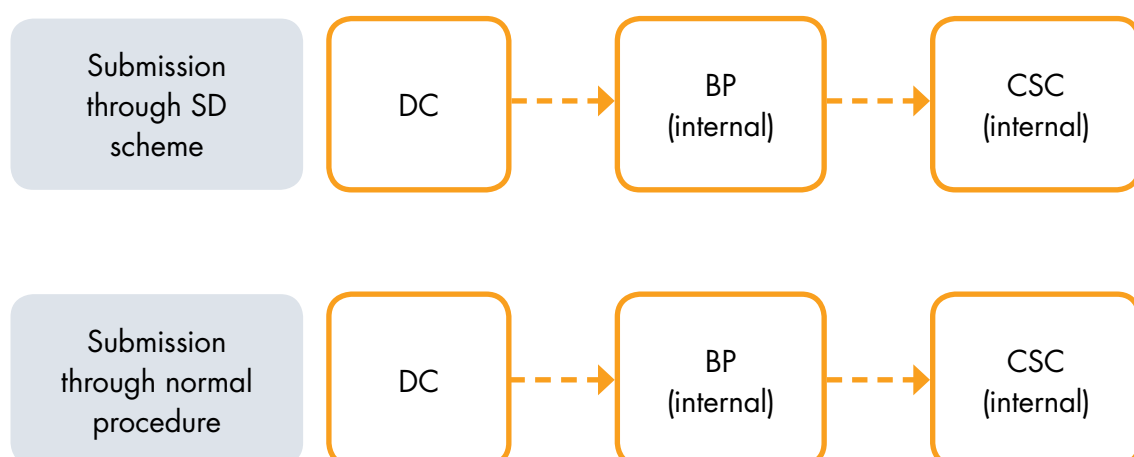 Submission
through SD
scheme
DC
BP
(internal)
CSC
(internal)
Submission
through normal
procedure
DC
BP
(internal)
CSC
(internal)